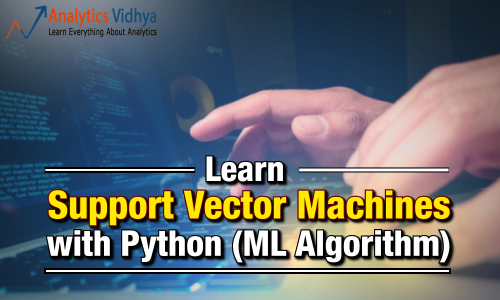 Analytics Vidhya
Learn Everything About Analytics
Learn
Support Vector Machines
with Python (ML Algorithm)